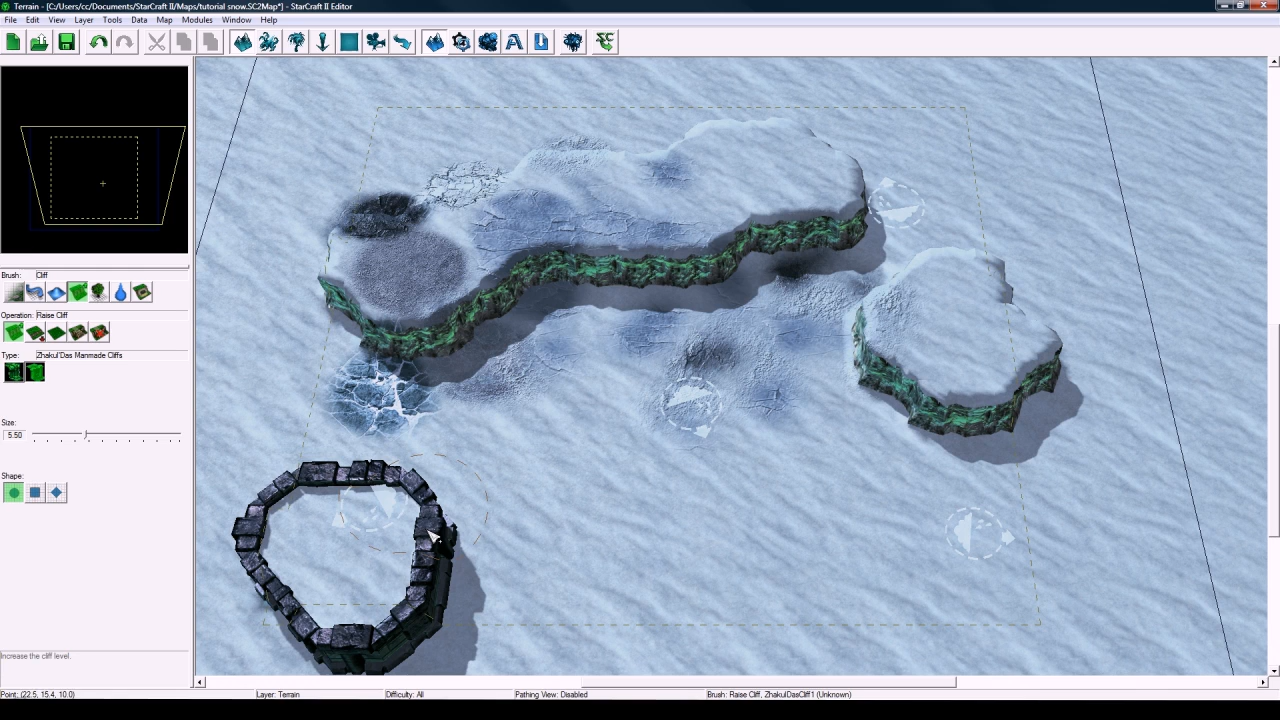 Terrain - [C:/Users/cc/Documents/StarCraft II/Maps/tutorial snow.SC2Map*] - StarCraft II Editor
File Edit View Layer Tools Data Map Modules Window Help
Brush: Cliff
Operation: Raise Cliff
Type: Zhakul'Das Manmade Cliffs
Size:
5.50
Shape:
Increase the cliff level.
Point: (22.5, 15.4, 10.0) Layer: Terrain Difficulty: All Pathing View: Disabled Brush: Raise Cliff, ZhakulDasCliff1 (Unknown)